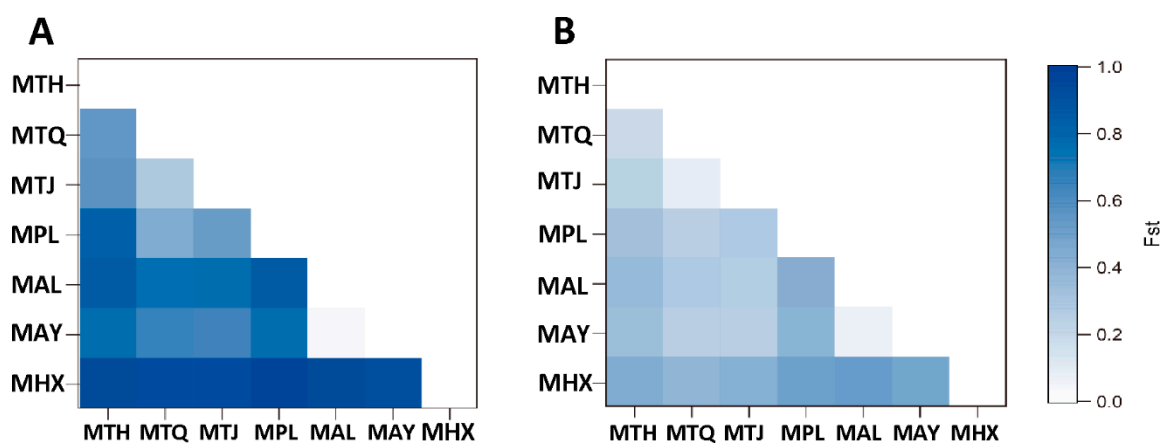 A
MTH
MTQ
MTJ
MPL
MAL
MAY
MHX
MTH MTQ MTJ MPL MAL MAY MHX
B
MTH
MTQ
MTJ
MPL
MAL
MAY
MHX
MTH MTQ MTJ MPL MAL MAY MHX
1.0
0.8
0.6
0.4
0.2
0.0
Fst